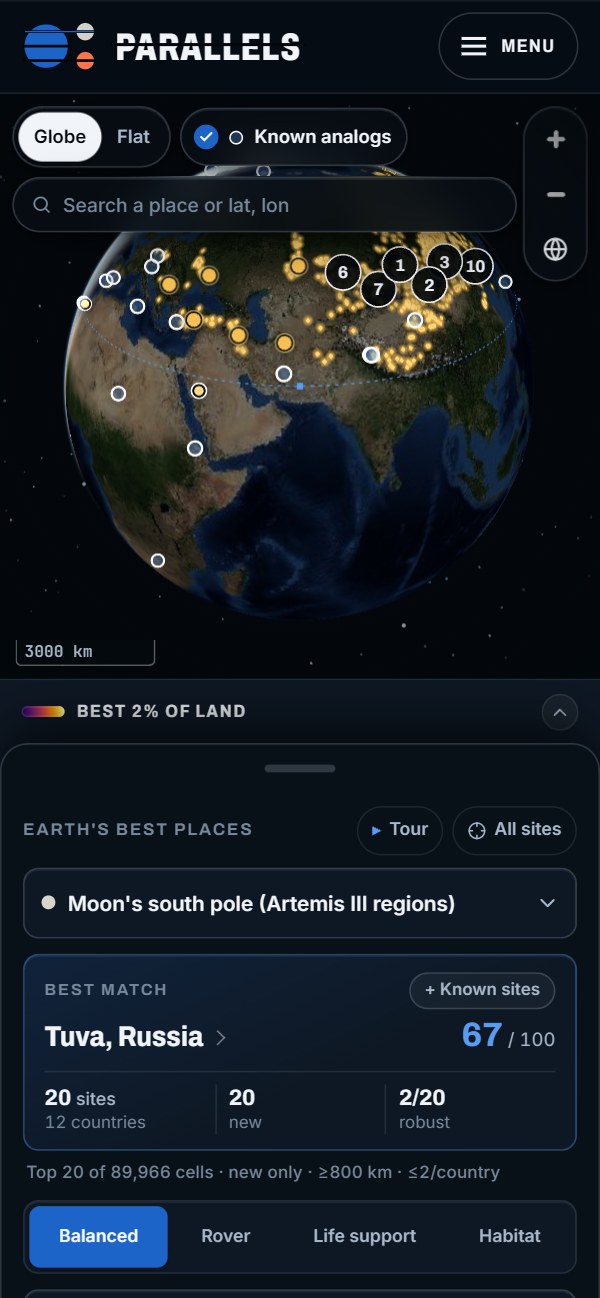 PARALLELS
MENU
Globe
Flat
Known analogs
Search a place or lat, lon
6
1
3
10
7
2
3000 km
BEST 2% OF LAND
EARTH'S BEST PLACES
Tour
All sites
Moon's south pole (Artemis III regions)
BEST MATCH
+ Known sites
Tuva, Russia
67 / 100
20 sites
20
2/20
12 countries
new
robust
Top 20 of 89,966 cells · new only · ≥800 km · ≤2/country
Balanced
Rover
Life support
Habitat